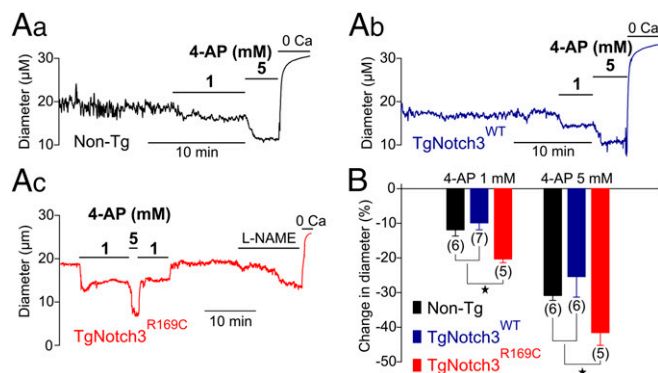 Aa
4-AP (mM)
0 Ca
1
5
Diameter (µM)
30
20
10
Non-Tg
10 min
Ab
4-AP (mM)
0 Ca
1
5
Diameter (µM)
30
20
10
TgNotch3WT
10 min
Ac
4-AP (mM)
0 Ca
1
5
1
L-NAME
Diameter (µm)
30
20
10
0
TgNotch3R169C
10 min
B
4-AP 1 mM
4-AP 5 mM
Change in diameter (%)
0
-10
-20
-30
-40
-50
(6)
(7)
(5)
(6)
(6)
(5)
★
★
Non-Tg
TgNotch3WT
TgNotch3R169C